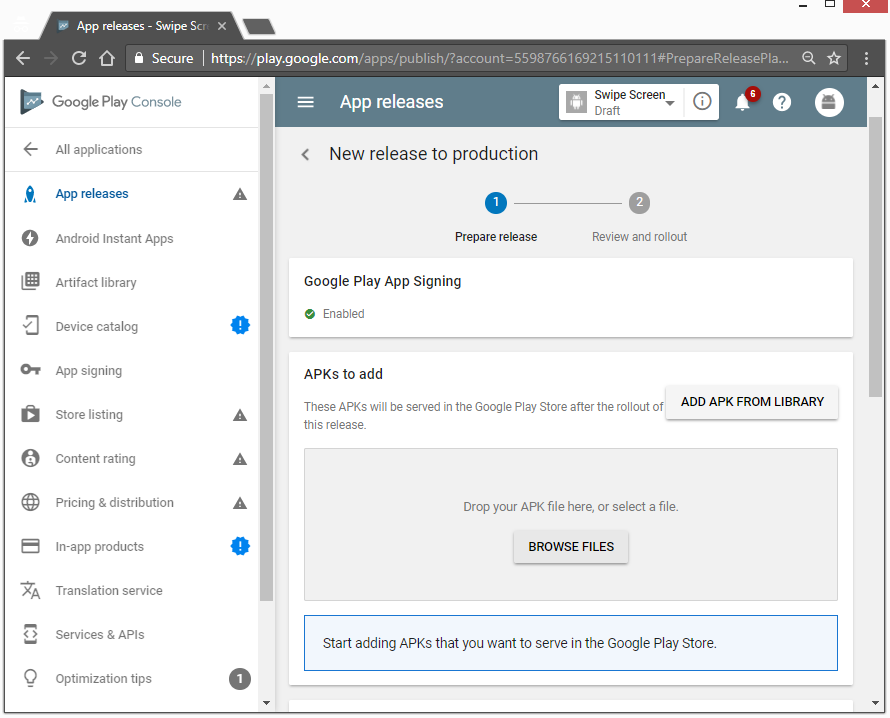 App releases - Swipe Scr
Secure
https://play.google.com/apps/publish/?account=5598766169215110111#PrepareReleasePla...
Google Play Console
All applications
App releases
Android Instant Apps
Artifact library
Device catalog
App signing
Store listing
Content rating
Pricing & distribution
In-app products
Translation service
Services & APIs
Optimization tips
1
App releases
Swipe Screen
Draft
6
New release to production
1
2
Prepare release
Review and rollout
Google Play App Signing
Enabled
APKs to add
These APKs will be served in the Google Play Store after the rollout of
this release.
ADD APK FROM LIBRARY
Drop your APK file here, or select a file.
BROWSE FILES
Start adding APKs that you want to serve in the Google Play Store.